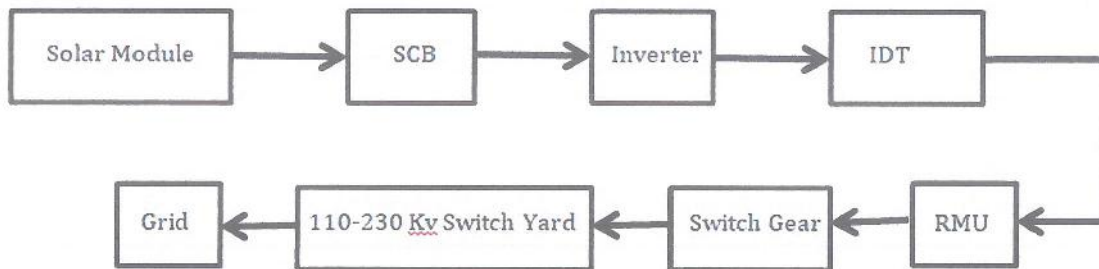 Solar Module
SCB
Inverter
IDT
RMU
Switch Gear
110-230 Kv Switch Yard
Grid